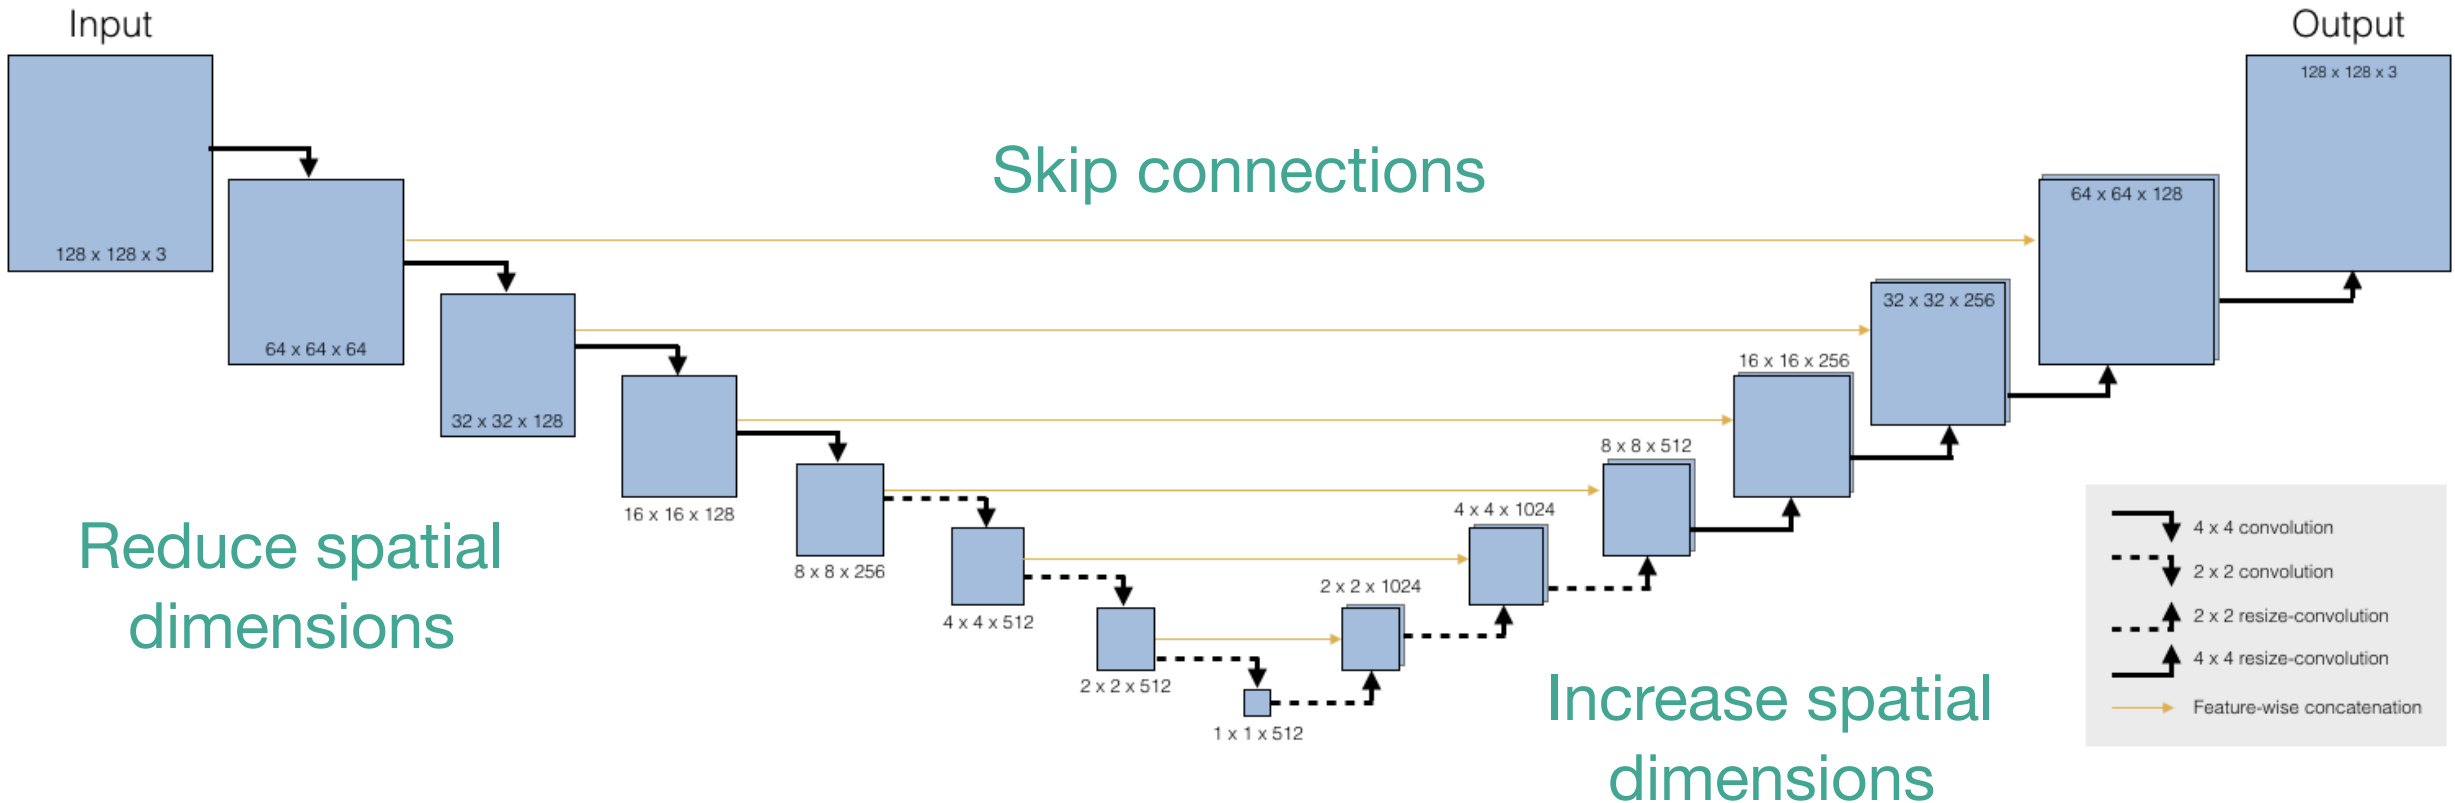 Input
Output
128 x 128 x 3
128 x 128 x 3
Skip connections
64 x 64 x 128
64 x 64 x 64
32 x 32 x 256
32 x 32 x 128
16 x 16 x 256
16 x 16 x 128
8 x 8 x 512
8 x 8 x 256
4 x 4 x 1024
4 x 4 x 512
2 x 2 x 1024
2 x 2 x 512
1 x 1 x 512
Reduce spatial
dimensions
Increase spatial
dimensions
4 x 4 convolution
2 x 2 convolution
2 x 2 resize-convolution
4 x 4 resize-convolution
Feature-wise concatenation